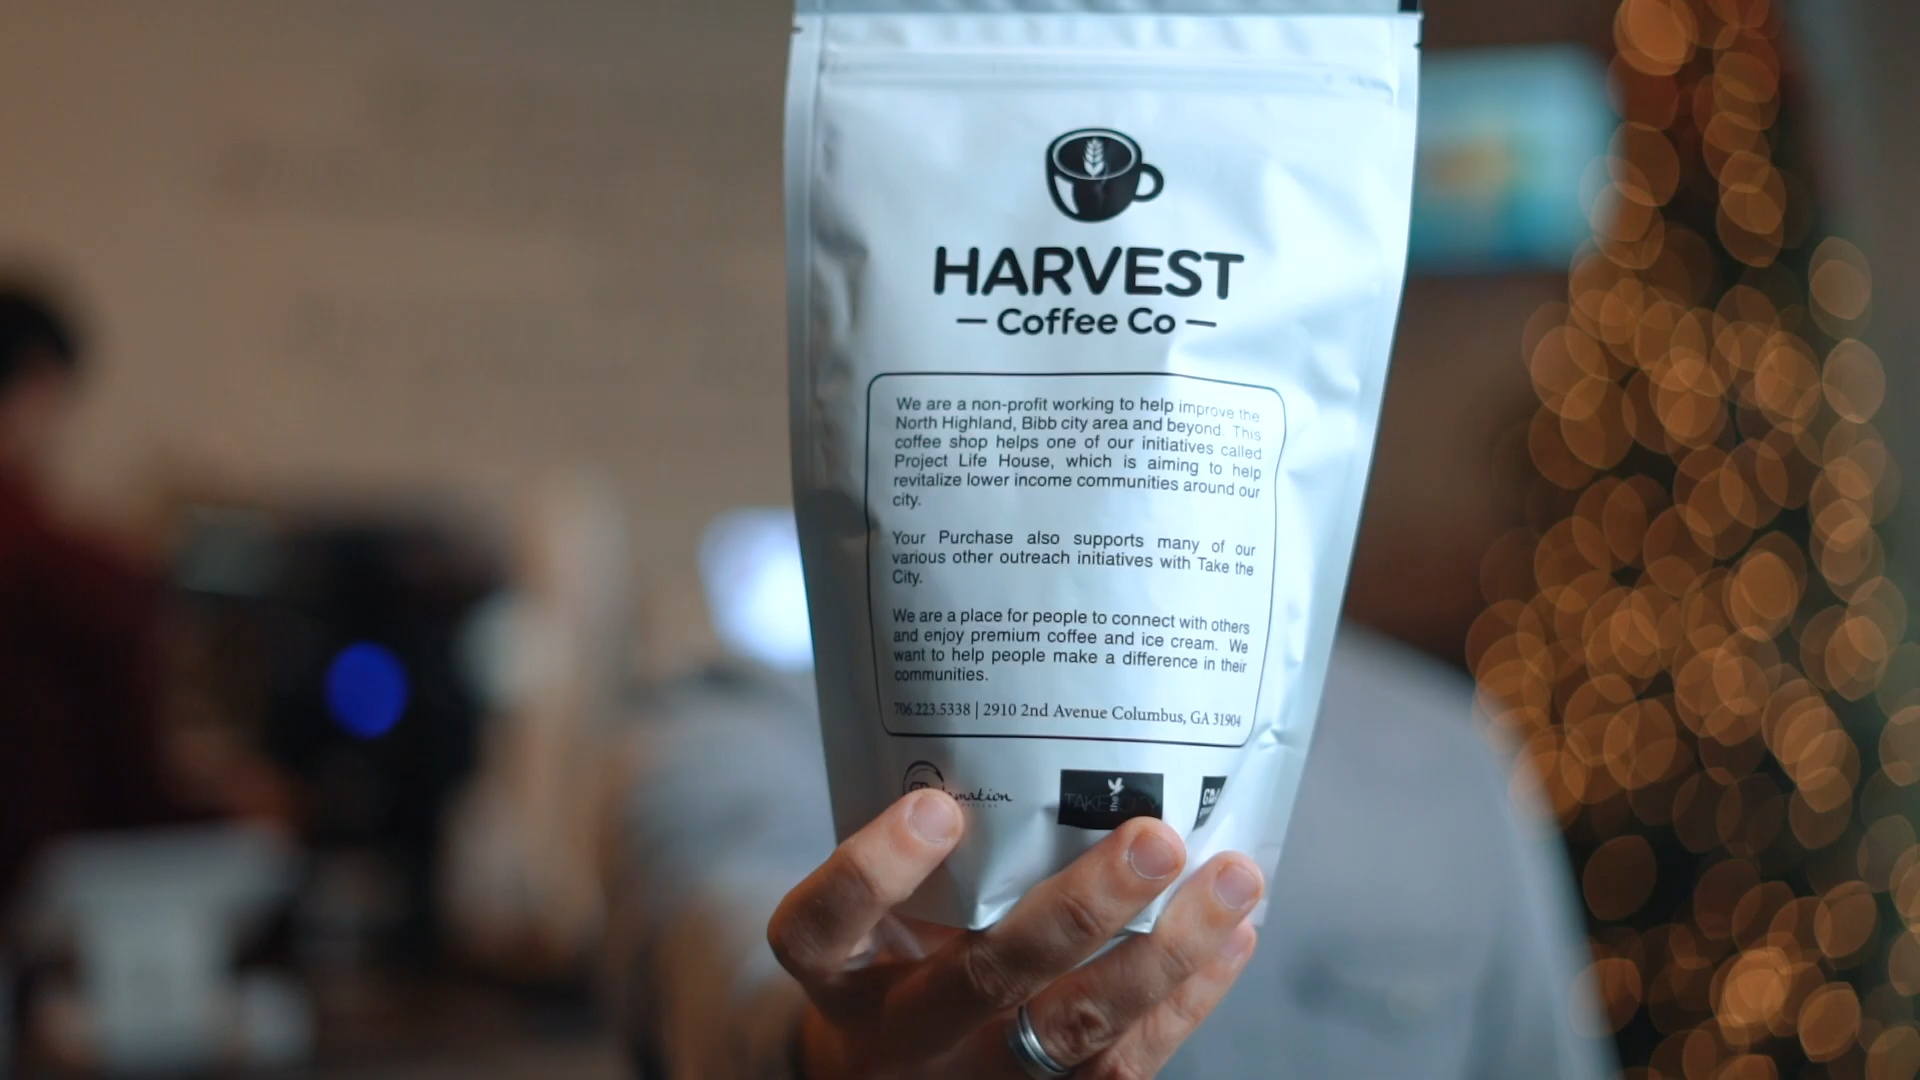 HARVEST
— Coffee Co —
We are a non-profit working to help improve the
North Highland, Bibb city area and beyond. This
coffee shop helps one of our initiatives called
Project Life House, which is aiming to help
revitalize lower income communities around our
city.
Your Purchase also supports many of our
various other outreach initiatives with Take the
City.
We are a place for people to connect with others
and enjoy premium coffee and ice cream. We
want to help people make a difference in their
communities.
706.223.5338 | 2910 2nd Avenue Columbus, GA 31904
TAKE the